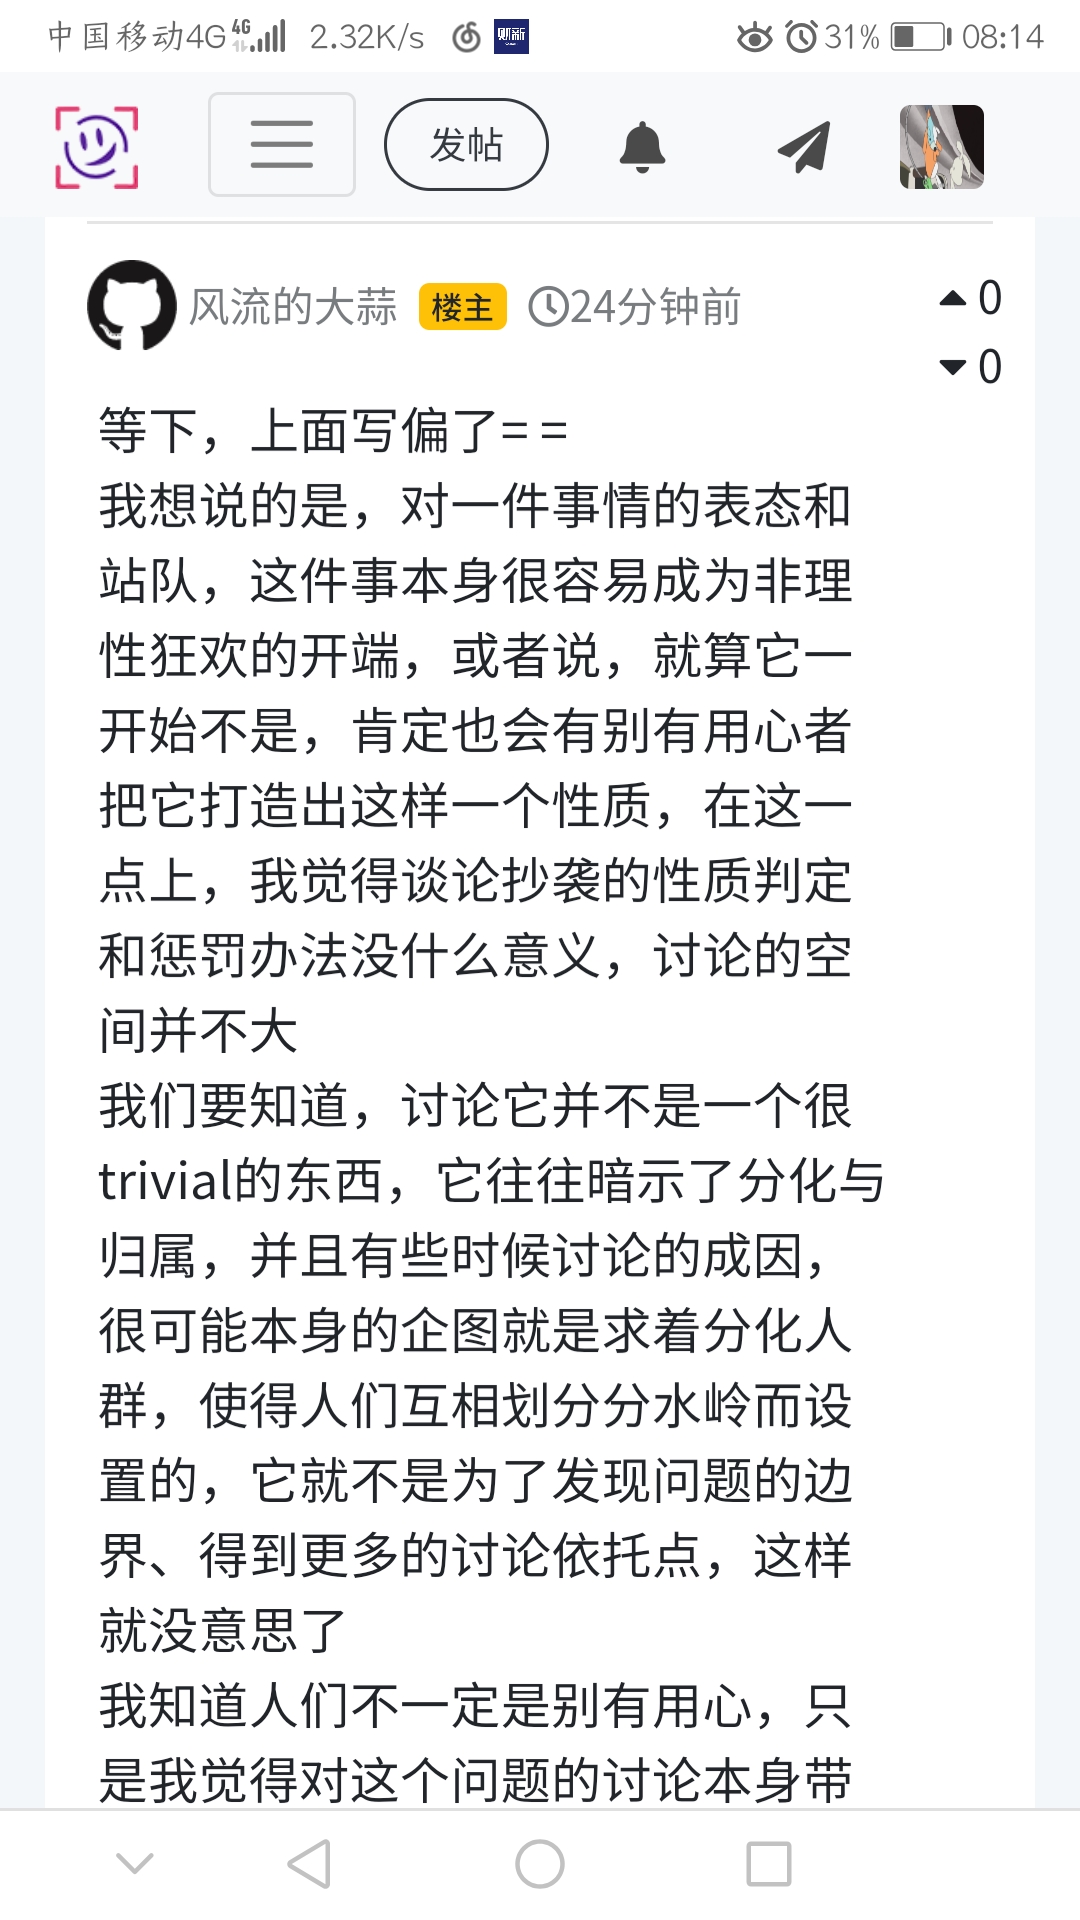 中国移动4G 4G 2.32K/s 财新 31% 08:14
发帖
风流的大蒜 楼主 24分钟前 0
0
等下，上面写偏了= =
我想说的是，对一件事情的表态和
站队，这件事本身很容易成为非理
性狂欢的开端，或者说，就算它一
开始不是，肯定也会有别有用心者
把它打造出这样一个性质，在这一
点上，我觉得谈论抄袭的性质判定
和惩罚办法没什么意义，讨论的空
间并不大
我们要知道，讨论它并不是一个很
trivial的东西，它往往暗示了分化与
归属，并且有些时候讨论的成因，
很可能本身的企图就是求着分化人
群，使得人们互相划分分水岭而设
置的，它就不是为了发现问题的边
界、得到更多的讨论依托点，这样
就没意思了
我知道人们不一定是别有用心，只
是我觉得对这个问题的讨论本身带